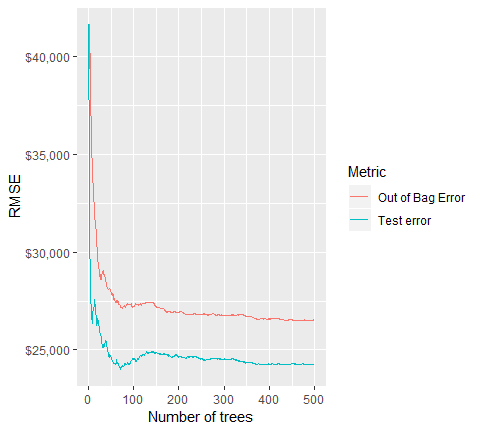 $40,000
$35,000
$30,000
$25,000
RMSE
0 100 200 300 400 500
Number of trees
Metric
Out of Bag Error
Test error